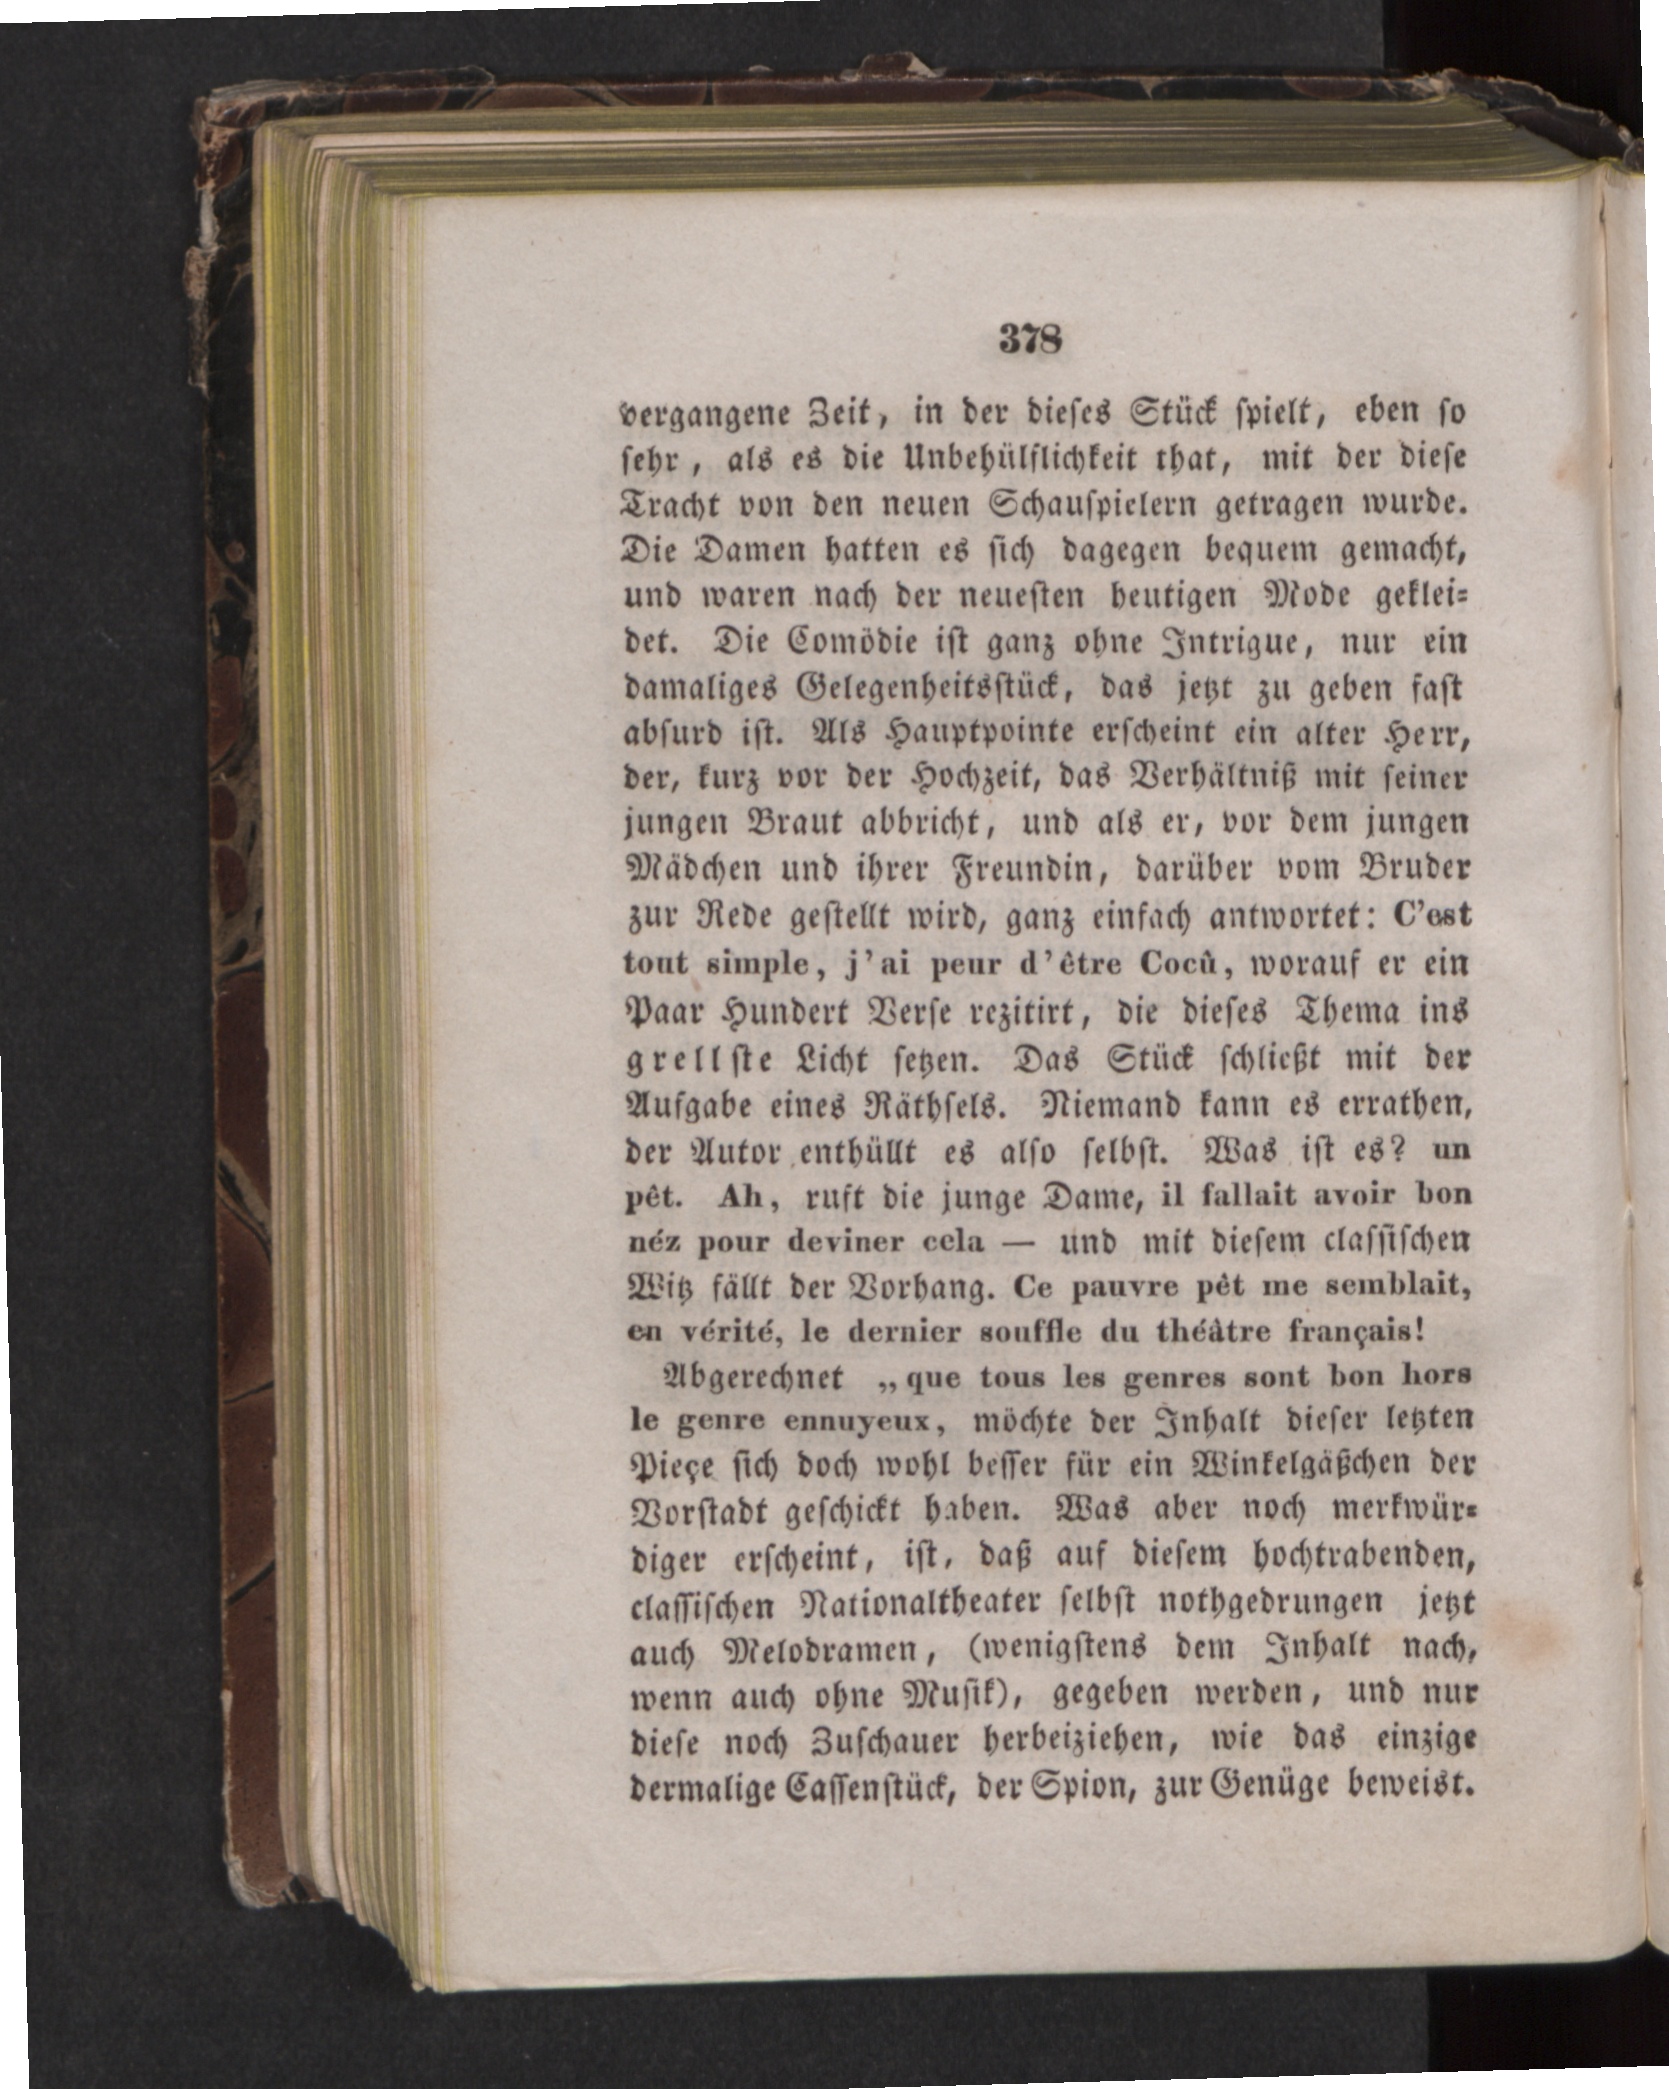 378
vergangene Zeit, in der dieſes Stück ſpielt, eben ſo
ſehr, als es die Unbehülflichkeit that, mit der dieſe
Tracht von den neuen Schauſpielern getragen wurde.
Die Damen hatten es ſich dagegen bequem gemacht,
und waren nach der neueſten heutigen Mode geklei-
det. Die Comödie iſt ganz ohne Intrigue, nur ein
damaliges Gelegenheitsſtück, das jetzt zu geben faſt
abſurd iſt. Als Hauptpointe erſcheint ein alter Herr,
der, kurz vor der Hochzeit, das Verhältniß mit ſeiner
jungen Braut abbricht, und als er, vor dem jungen
Mädchen und ihrer Freundin, darüber vom Bruder
zur Rede geſtellt wird, ganz einfach antwortet: C'est
tout simple, j'ai peur d'être Cocû, worauf er ein
Paar Hundert Verſe rezitirt, die dieſes Thema ins
grellſte Licht ſetzen. Das Stück ſchließt mit der
Aufgabe eines Räthſels. Niemand kann es errathen,
der Autor enthüllt es alſo ſelbſt. Was iſt es? un
pêt. Ah, ruft die junge Dame, il fallait avoir bon
néz pour deviner cela — und mit dieſem claſſiſchen
Witz fällt der Vorhang. Ce pauvre pêt me semblait,
en vérité, le dernier souffle du théâtre français!
Abgerechnet „que tous les genres sont bon hors
le genre ennuyeux, möchte der Inhalt dieſer letzten
Pieçe ſich doch wohl beſſer für ein Winkelgäßchen der
Vorſtadt geſchickt haben. Was aber noch merkwür-
diger erſcheint, iſt, daß auf dieſem hochtrabenden,
claſſiſchen Nationaltheater ſelbſt nothgedrungen jetzt
auch Melodramen, (wenigſtens dem Inhalt nach,
wenn auch ohne Muſik), gegeben werden, und nur
dieſe noch Zuſchauer herbeiziehen, wie das einzige
dermalige Caſſenſtück, der Spion, zur Genüge beweist.